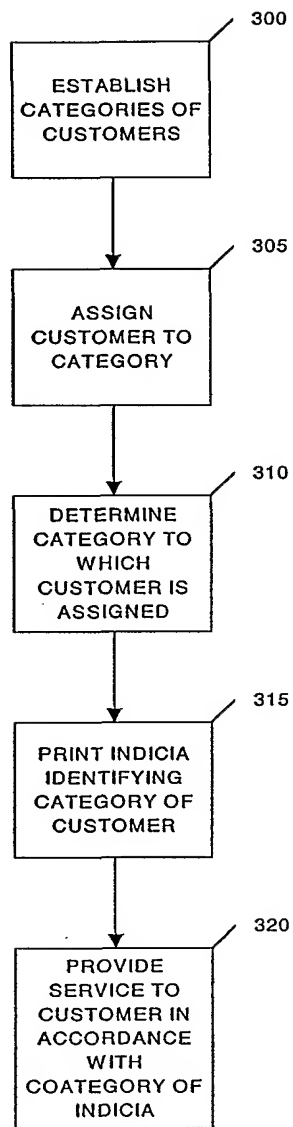 300
ESTABLISH
CATEGORIES OF
CUSTOMERS
305
ASSIGN
CUSTOMER TO
CATEGORY
310
DETERMINE
CATEGORY TO
WHICH
CUSTOMER IS
ASSIGNED
315
PRINT INDICIA
IDENTIFYING
CATEGORY OF
CUSTOMER
320
PROVIDE
SERVICE TO
CUSTOMER IN
ACCORDANCE
WITH
COATEGORY OF
INDICIA